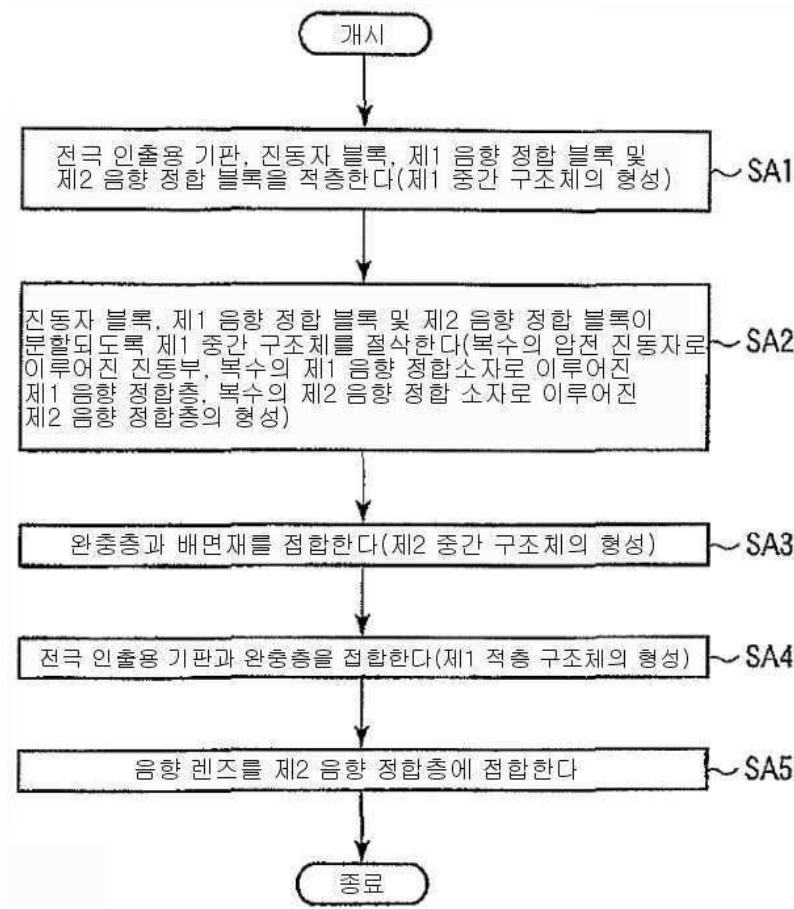 개시
전극 인출용 기판, 진동자 블록, 제1 음향 정합 블록 및
제2 음향 정합 블록을 적층한다(제1 중간 구조체의 형성)
SA1
진동자 블록, 제1 음향 정합 블록 및 제2 음향 정합 블록이
분할되도록 제1 중간 구조체를 절삭한다(복수의 압전 진동자로
이루어진 진동부, 복수의 제1 음향 정합소자로 이루어진
제1 음향 정합층, 복수의 제2 음향 정합 소자로 이루어진
제2 음향 정합층의 형성)
SA2
완충층과 배면재를 접합한다(제2 중간 구조체의 형성)
SA3
전극 인출용 기판과 완충층을 접합한다(제1 적층 구조체의 형성)
SA4
음향 렌즈를 제2 음향 정합층에 접합한다
SA5
종료